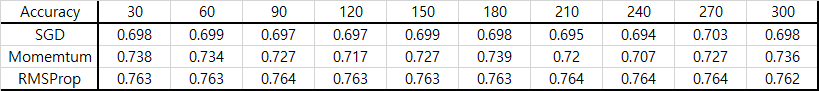 Accuracy 30 60 90 120 150 180 210 240 270 300
SGD 0.698 0.699 0.697 0.697 0.699 0.698 0.695 0.694 0.703 0.698
Momemtum 0.738 0.734 0.727 0.717 0.727 0.739 0.72 0.707 0.727 0.736
RMSProp 0.763 0.763 0.764 0.763 0.763 0.763 0.764 0.764 0.764 0.762